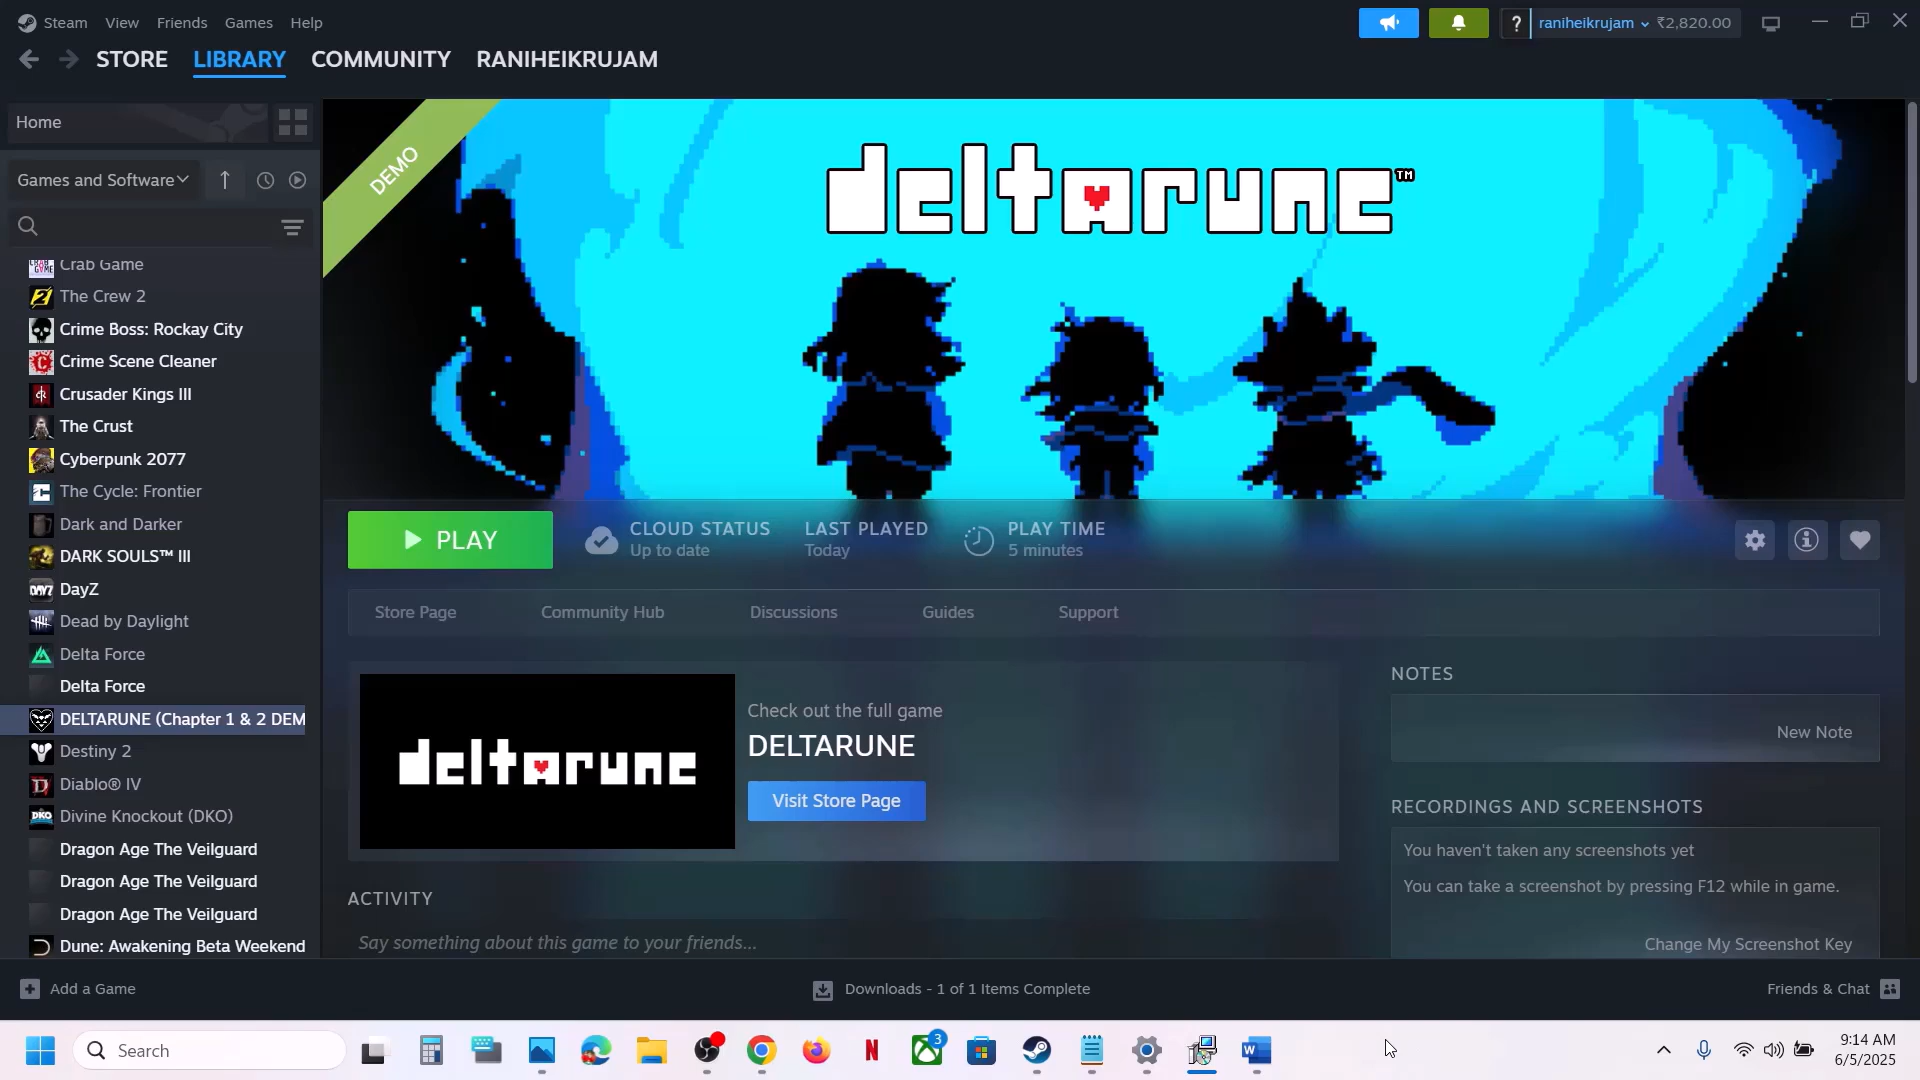 Steam View Friends Games Help
? raniheikrujam ₹2,820.00
STORE LIBRARY COMMUNITY RANIHEIKRUJAM
Home
Games and Software
Crab Game
The Crew 2
Crime Boss: Rockay City
Crime Scene Cleaner
Crusader Kings III
The Crust
Cyberpunk 2077
The Cycle: Frontier
Dark and Darker
DARK SOULS™ III
DayZ
Dead by Daylight
Delta Force
Delta Force
DELTARUNE (Chapter 1 & 2 DEM
Destiny 2
Diablo® IV
Divine Knockout (DKO)
Dragon Age The Veilguard
Dragon Age The Veilguard
Dragon Age The Veilguard
Dune: Awakening Beta Weekend
DEMO
deltarune™
PLAY
CLOUD STATUS
Up to date
LAST PLAYED
Today
PLAY TIME
5 minutes
Store Page Community Hub Discussions Guides Support
deltarune
Check out the full game
DELTARUNE
Visit Store Page
ACTIVITY
Say something about this game to your friends...
NOTES
New Note
RECORDINGS AND SCREENSHOTS
You haven't taken any screenshots yet
You can take a screenshot by pressing F12 while in game.
Change My Screenshot Key
Add a Game
Downloads - 1 of 1 Items Complete
Friends & Chat
Search
3
9:14 AM
6/5/2025